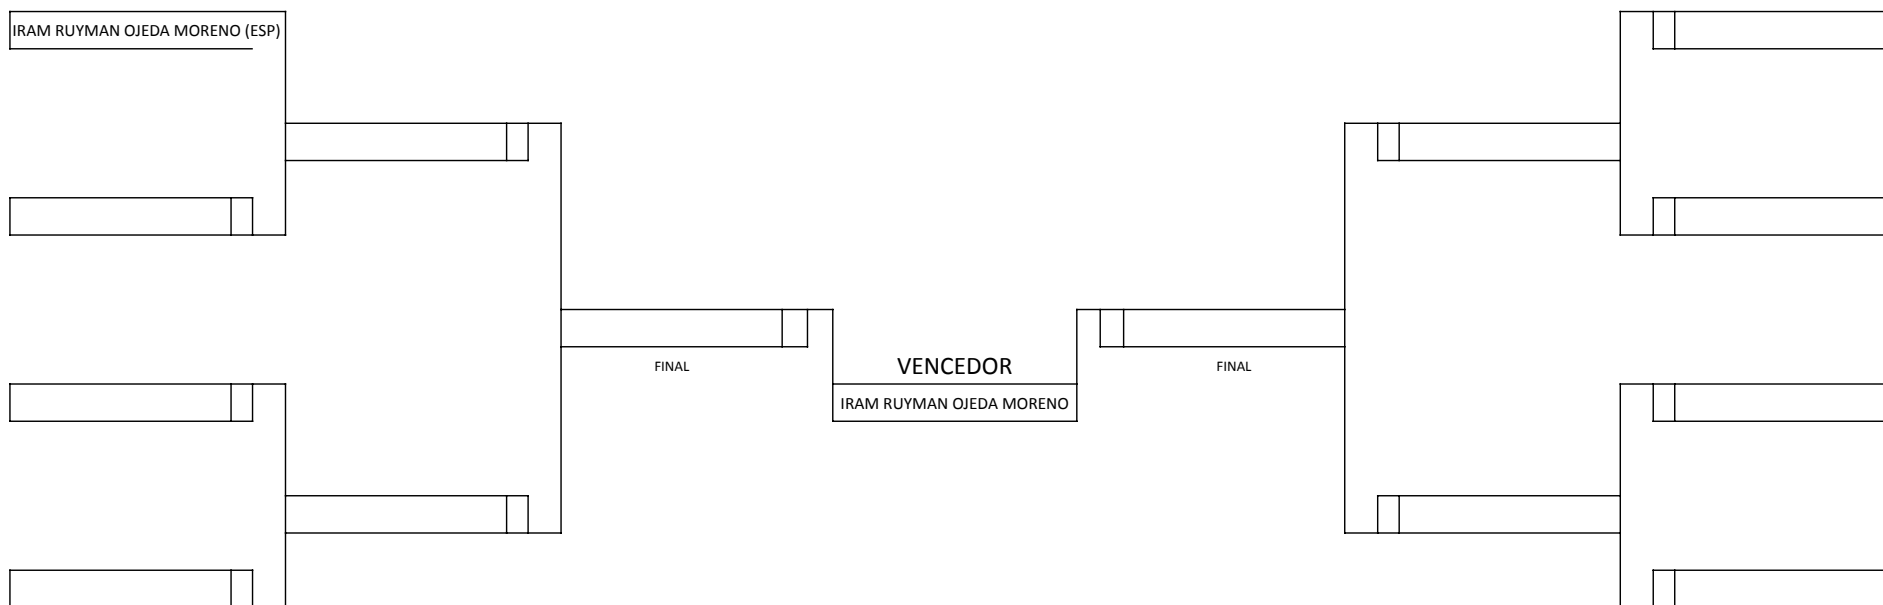 IRAM RUYMAN OJEDA MORENO (ESP)
VENCEDOR
FINAL
FINAL
IRAM RUYMAN OJEDA MORENO